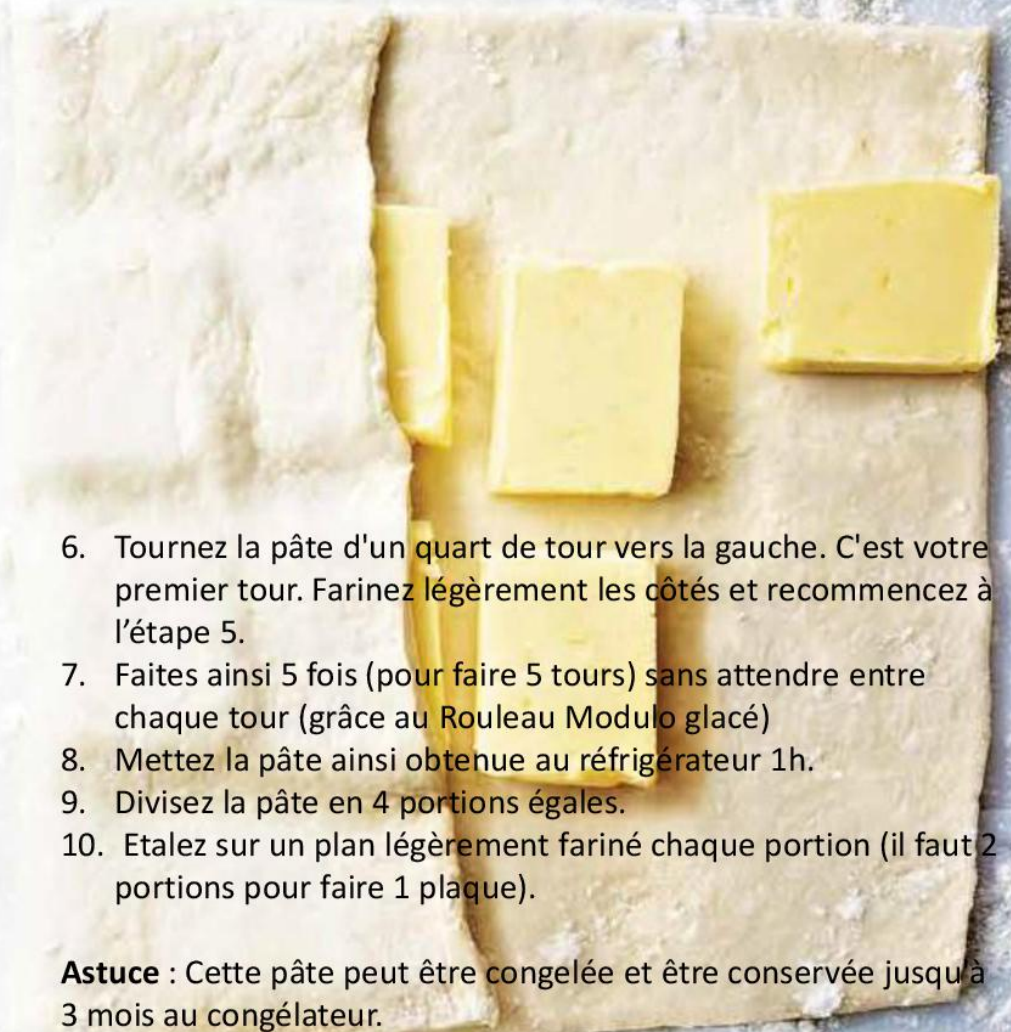 6. Tournez la pâte d'un quart de tour vers la gauche. C'est votre
premier tour. Farinez légèrement les côtés et recommencez à
l’étape 5.
7. Faites ainsi 5 fois (pour faire 5 tours) sans attendre entre
chaque tour (grâce au Rouleau Modulo glacé)
8. Mettez la pâte ainsi obtenue au réfrigérateur 1h.
9. Divisez la pâte en 4 portions égales.
10. Etalez sur un plan légèrement fariné chaque portion (il faut 2
portions pour faire 1 plaque).
Astuce : Cette pâte peut être congelée et être conservée jusqu'à
3 mois au congélateur.